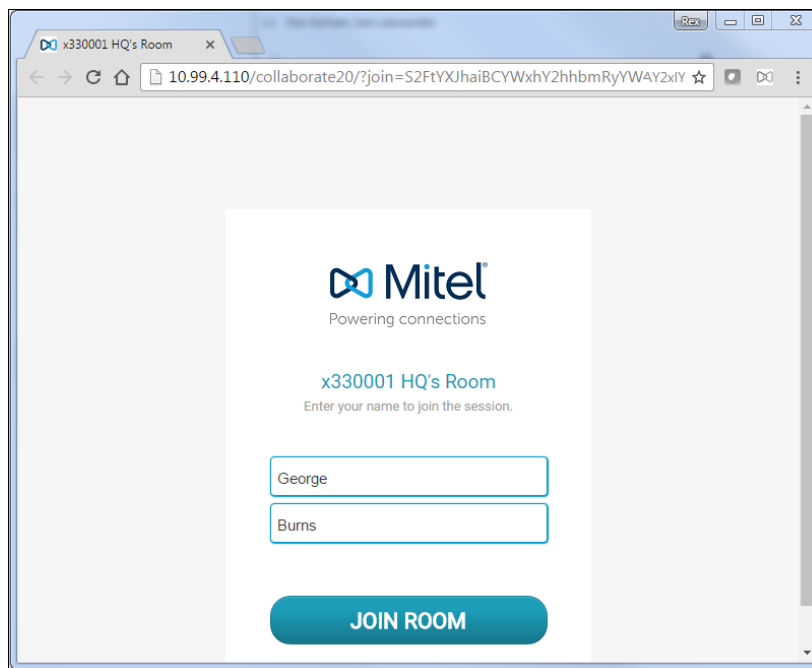 Rex
x330001 HQ's Room
10.99.4.110/collaborate20/?join=
Mitel®
Powering connections
x330001 HQ's Room
Enter your name to join the session.
George
Burns
JOIN ROOM